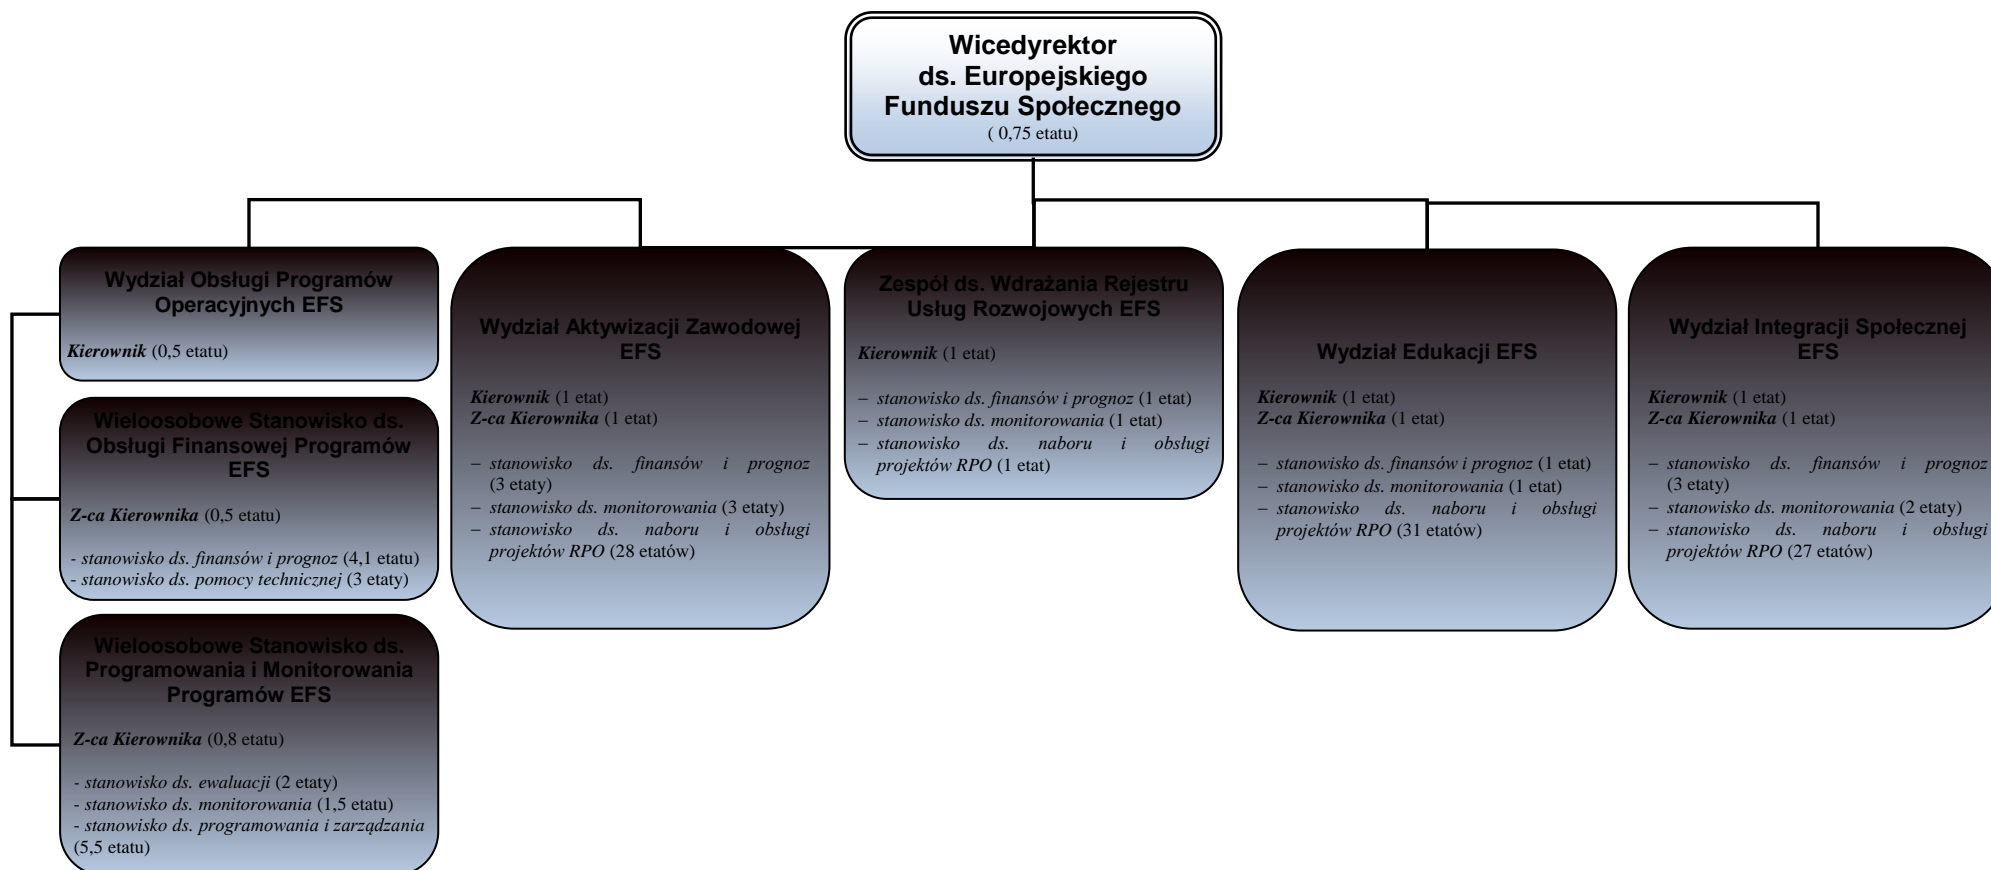 Wicedyrektor
ds. Europejskiego
Funduszu Społecznego
( 0,75 etatu)
Wydział Obsługi Programów
Operacyjnych EFS
Kierownik (0,5 etatu)
Wieloosobowe Stanowisko ds.
Obsługi Finansowej Programów
EFS
Z-ca Kierownika (0,5 etatu)
- stanowisko ds. finansów i prognoz (4,1 etatu)
- stanowisko ds. pomocy technicznej (3 etaty)
Wieloosobowe Stanowisko ds.
Programowania i Monitorowania
Programów EFS
Z-ca Kierownika (0,8 etatu)
- stanowisko ds. ewaluacji (2 etaty)
- stanowisko ds. monitorowania (1,5 etatu)
- stanowisko ds. programowania i zarządzania
(5,5 etatu)
Wydział Aktywizacji Zawodowej
EFS
Kierownik (1 etat)
Z-ca Kierownika (1 etat)
– stanowisko ds. finansów i prognoz
(3 etaty)
– stanowisko ds. monitorowania (3 etaty)
– stanowisko ds. naboru i obsługi
projektów RPO (28 etatów)
Zespół ds. Wdrażania Rejestru
Usług Rozwojowych EFS
Kierownik (1 etat)
– stanowisko ds. finansów i prognoz (1 etat)
– stanowisko ds. monitorowania (1 etat)
– stanowisko ds. naboru i obsługi
projektów RPO (1 etat)
Wydział Edukacji EFS
Kierownik (1 etat)
Z-ca Kierownika (1 etat)
– stanowisko ds. finansów i prognoz (1 etat)
– stanowisko ds. monitorowania (1 etat)
– stanowisko ds. naboru i obsługi
projektów RPO (31 etatów)
Wydział Integracji Społecznej
EFS
Kierownik (1 etat)
Z-ca Kierownika (1 etat)
– stanowisko ds. finansów i prognoz
(3 etaty)
– stanowisko ds. monitorowania (2 etaty)
– stanowisko ds. naboru i obsługi
projektów RPO (27 etatów)